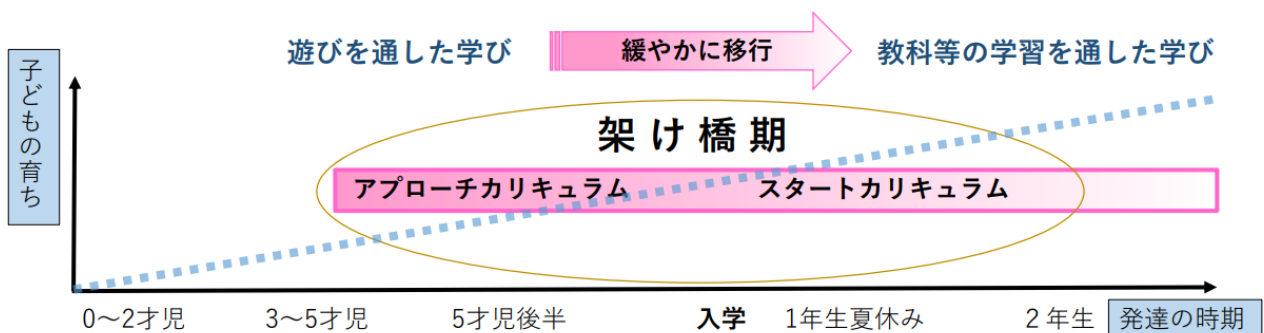 遊びを通した学び
緩やかに移行
教科等の学習を通した学び
子どもの育ち
架け橋期
アプローチカリキュラム
スタートカリキュラム
0～2才児
3～5才児
5才児後半
入学
1年生夏休み
2年生
発達の時期